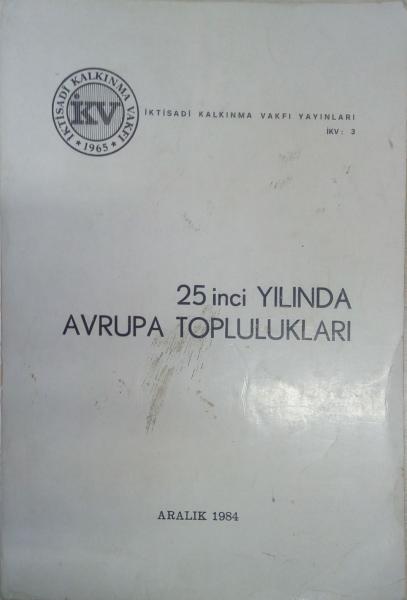 İKTİSADİ KALKINMA VAKFI
İKV
* 1965 *
İKTİSADİ KALKINMA VAKFI YAYINLARI
İKV : 3
25 inci YILINDA
AVRUPA TOPLULUKLARI
ARALIK 1984